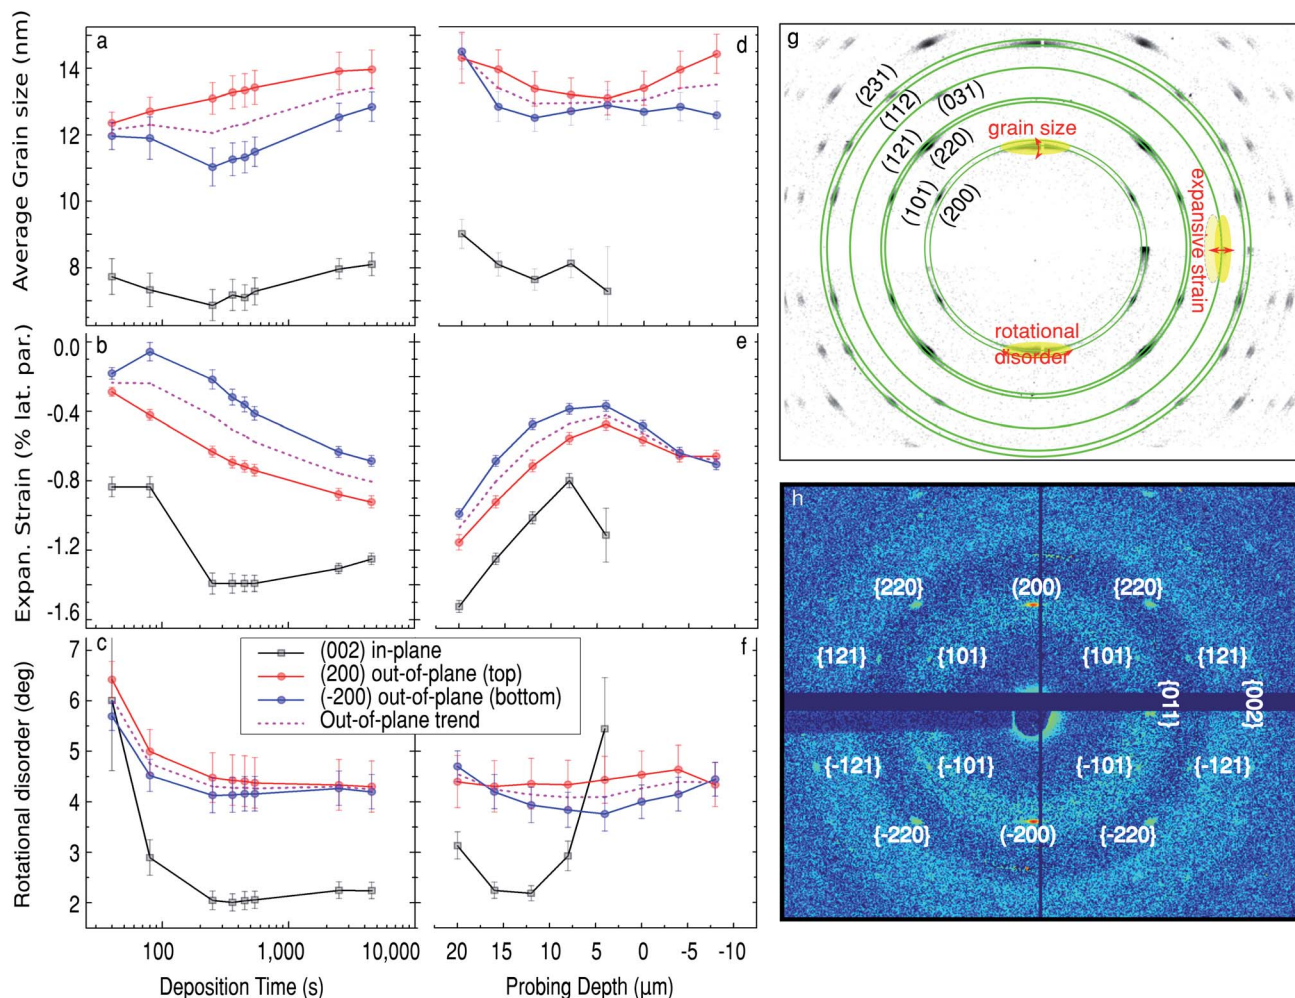 a
d
Average Grain size (nm)
14
12
10
8
b
e
Expan. Strain (% lat. par.)
0.0
-0.4
-0.8
-1.2
-1.6
c
f
Rotational disorder (deg)
7
6
5
4
3
2
(002) in-plane
(200) out-of-plane (top)
(-200) out-of-plane (bottom)
Out-of-plane trend
100
1,000
10,000
Deposition Time (s)
20
15
10
5
0
-5
-10
Probing Depth (μm)
g
(231)
(112)
(031)
(121)
(220)
(101)
(200)
grain size
expansive strain
rotational
disorder
h
{220}
(200)
{220}
{121}
{101}
{101}
{121}
{011}
{002}
{-121}
{-101}
{-101}
{-121}
{-220}
(-200)
{-220}